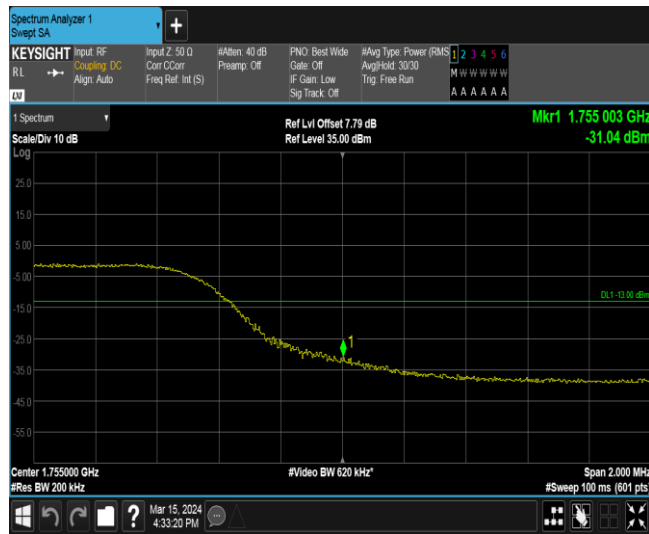 Spectrum Analyzer 1
Swept SA
KEYSIGHT
RL
LXI
Input: RF
Coupling: DC
Align: Auto
Input Z: 50 Ω
Corr CCorr
Freq Ref: Int (S)
#Atten: 40 dB
Preamp: Off
PNO: Best Wide
Gate: Off
IF Gain: Low
Sig Track: Off
#Avg Type: Power (RMS
Avg|Hold: 30/30
Trig: Free Run
1 2 3 4 5 6
M W W W W W
A A A A A A
1 Spectrum
Scale/Div 10 dB
Ref Lvl Offset 7.79 dB
Ref Level 35.00 dBm
Mkr1 1.755 003 GHz
-31.04 dBm
Log
25.0
15.0
5.00
-5.00
DL1 -13.00 dBm
-15.0
-25.0
1
-35.0
-45.0
-55.0
Center 1.755000 GHz
#Video BW 620 kHz*
Span 2.000 MHz
#Res BW 200 kHz
#Sweep 100 ms (601 pts
?
Mar 15, 2024
4:33:20 PM